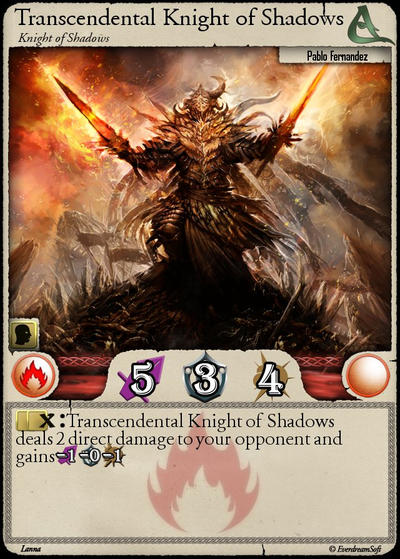 Transcendental Knight of Shadows
Knight of Shadows
Pablo Fernandez
5 3 4
X :Transcendental Knight of Shadows
deals 2 direct damage to your opponent and
gains -1 -0 -1
Lanna
© EverdreamSoft